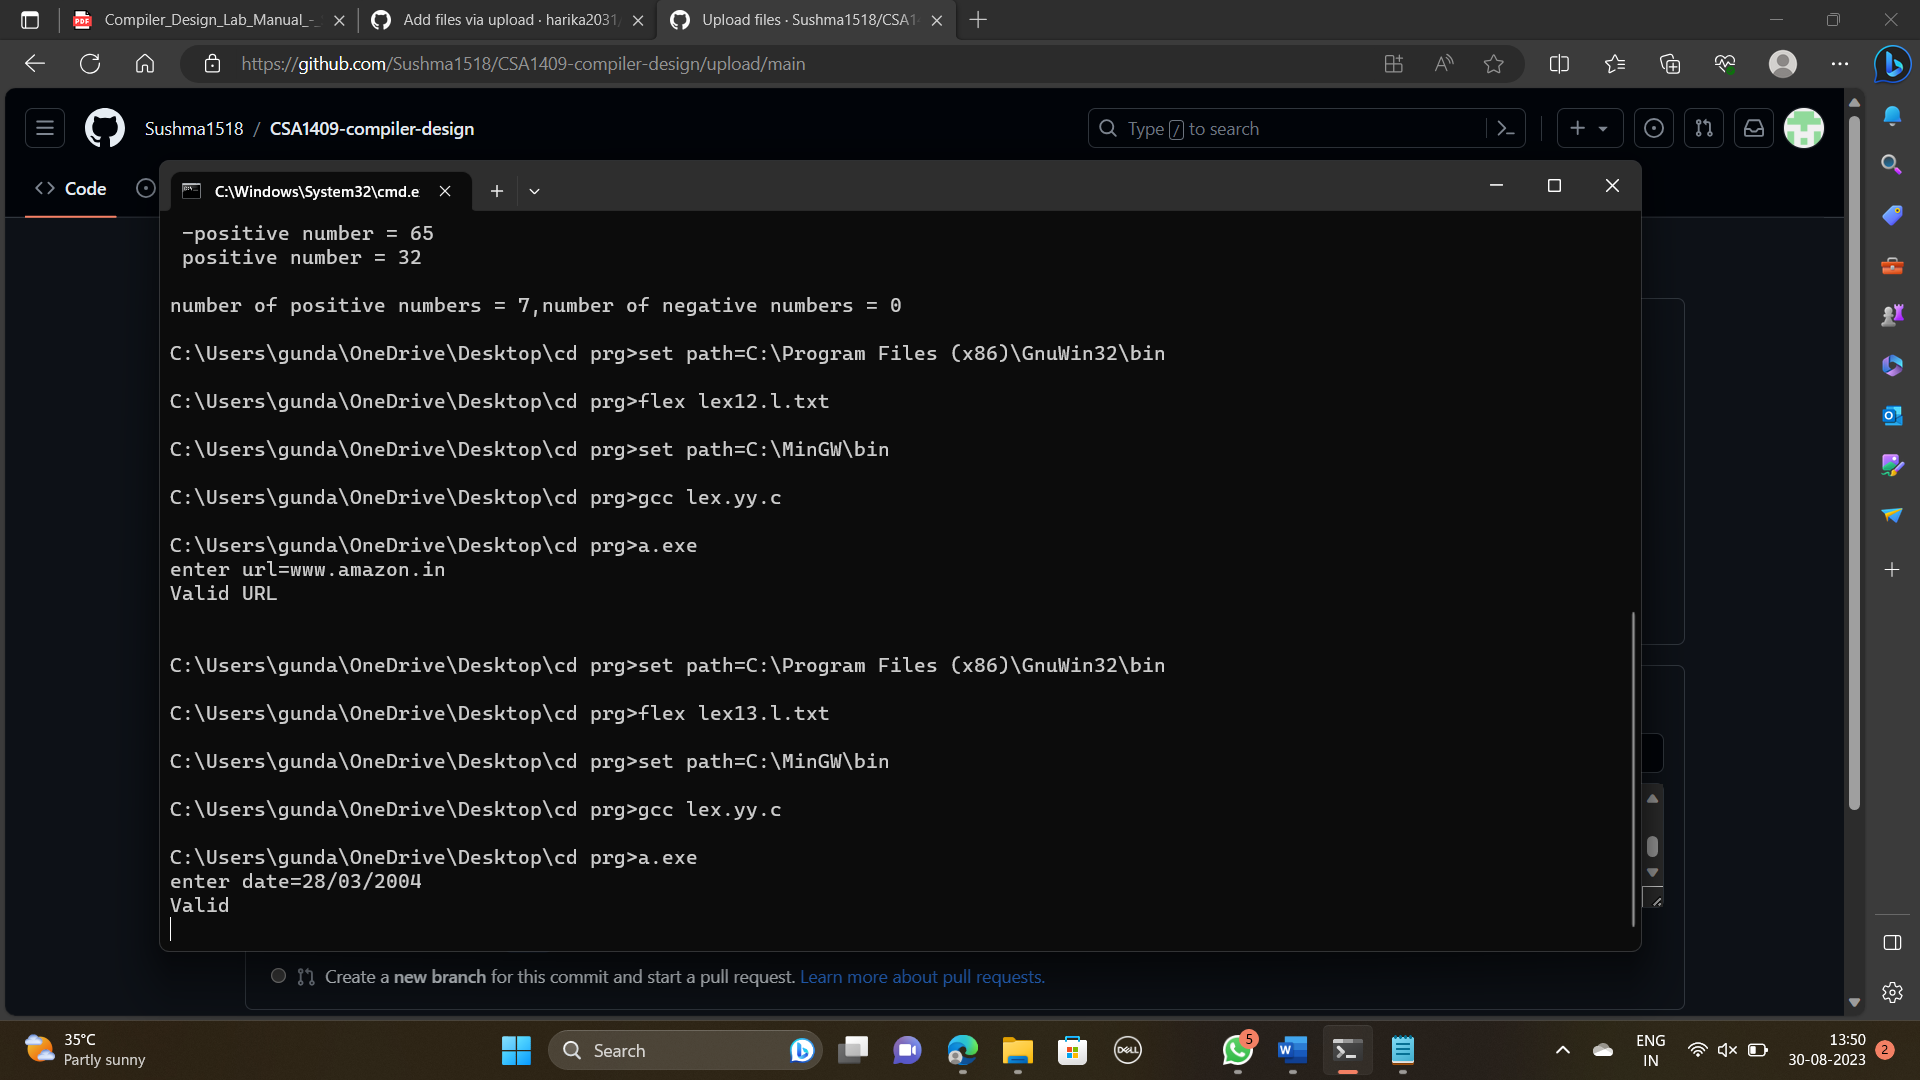 Compiler_Design_Lab_Manual_-_
Add files via upload · harika2031/
Upload files · Sushma1518/CSA1
https://github.com/Sushma1518/CSA1409-compiler-design/upload/main
Sushma1518 / CSA1409-compiler-design
Type / to search
Code
C:\Windows\System32\cmd.e
-positive number = 65
positive number = 32
number of positive numbers = 7,number of negative numbers = 0
C:\Users\gunda\OneDrive\Desktop\cd prg>set path=C:\Program Files (x86)\GnuWin32\bin
C:\Users\gunda\OneDrive\Desktop\cd prg>flex lex12.l.txt
C:\Users\gunda\OneDrive\Desktop\cd prg>set path=C:\MinGW\bin
C:\Users\gunda\OneDrive\Desktop\cd prg>gcc lex.yy.c
C:\Users\gunda\OneDrive\Desktop\cd prg>a.exe
enter url=www.amazon.in
Valid URL
C:\Users\gunda\OneDrive\Desktop\cd prg>set path=C:\Program Files (x86)\GnuWin32\bin
C:\Users\gunda\OneDrive\Desktop\cd prg>flex lex13.l.txt
C:\Users\gunda\OneDrive\Desktop\cd prg>set path=C:\MinGW\bin
C:\Users\gunda\OneDrive\Desktop\cd prg>gcc lex.yy.c
C:\Users\gunda\OneDrive\Desktop\cd prg>a.exe
enter date=28/03/2004
Valid
Create a new branch for this commit and start a pull request. Learn more about pull requests.
35°C
Partly sunny
Search
DELL
5
ENG
IN
13:50
30-08-2023
2